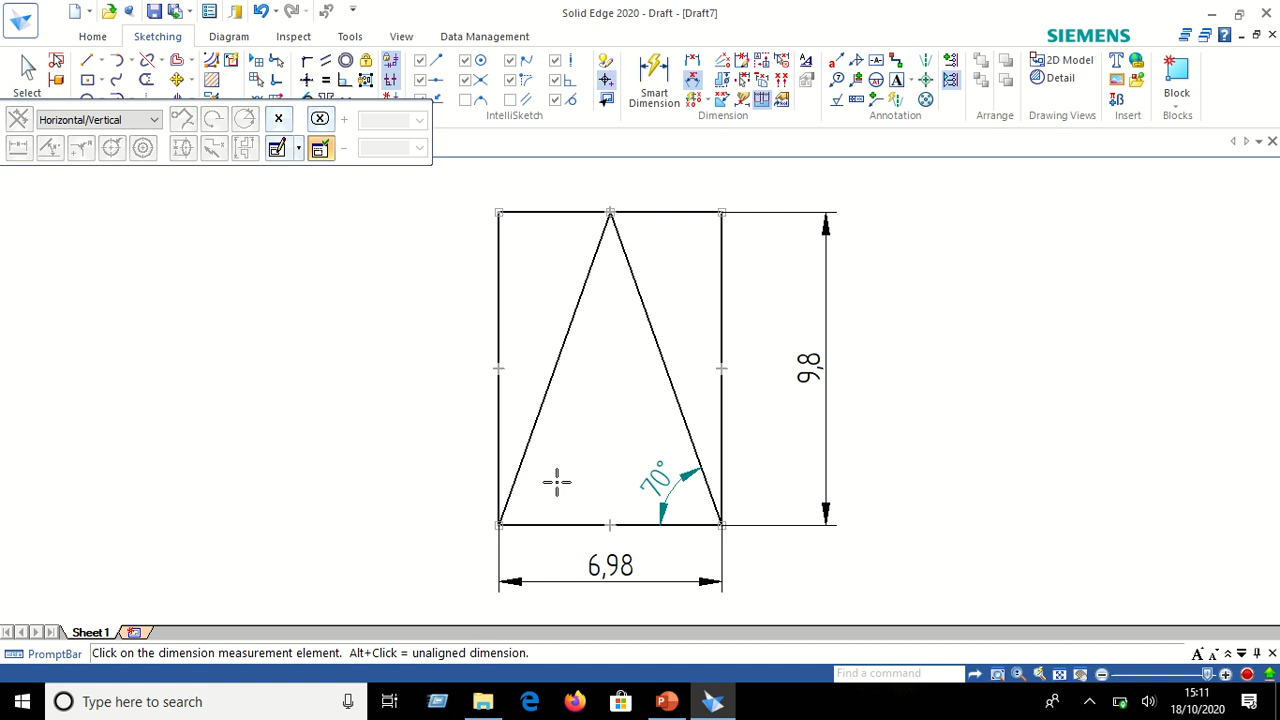 Solid Edge 2020 - Draft - [Draft7]
Home Sketching Diagram Inspect Tools View Data Management
SIEMENS
Select
Smart
Dimension
2D Model
Detail
Block
IntelliSketch Dimension Annotation Arrange Drawing Views Insert Blocks
Horizontal/Vertical
9,8
70°
6,98
Sheet 1
PromptBar Click on the dimension measurement element. Alt+Click = unaligned dimension.
Find a command
Type here to search
15:11
18/10/2020